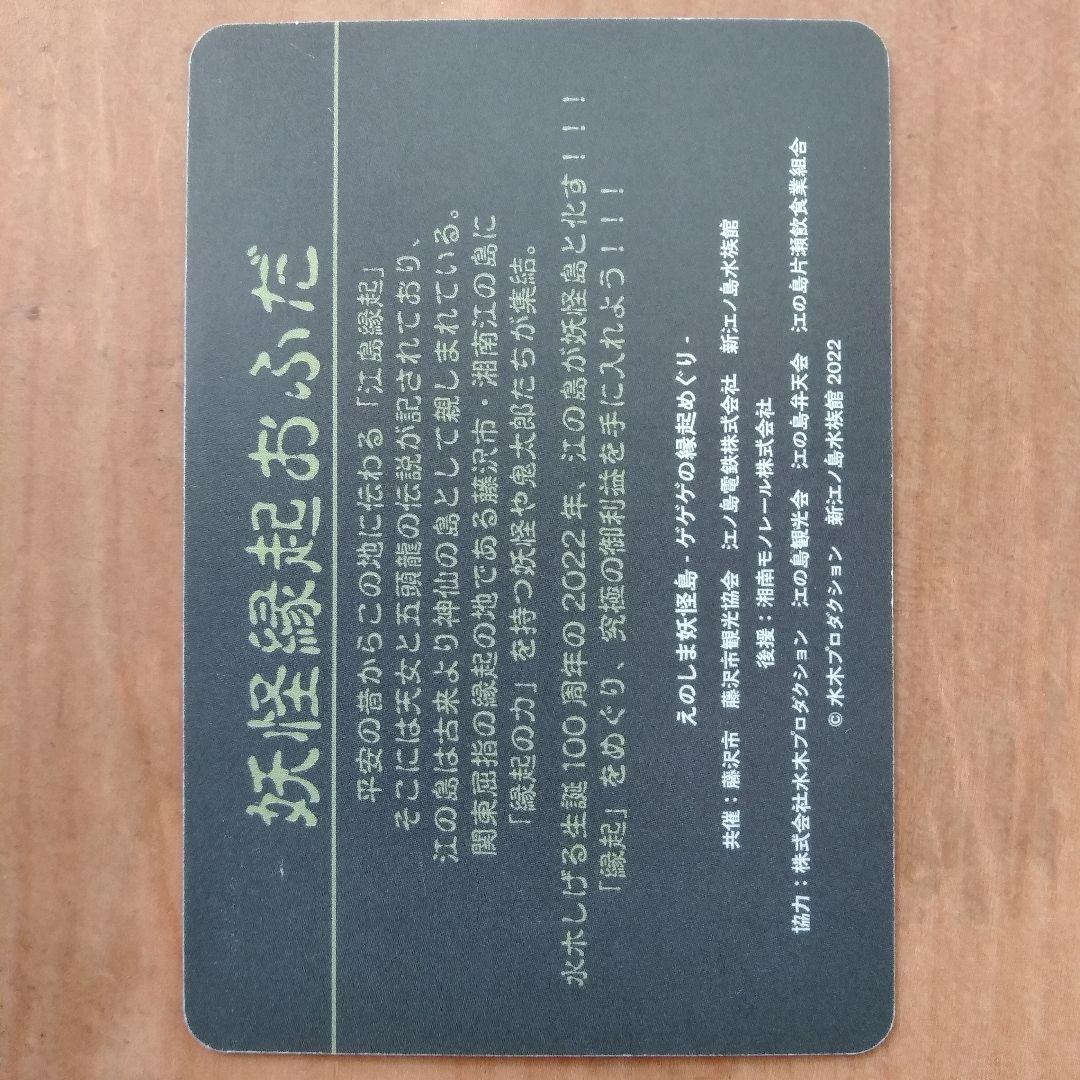 妖怪縁起おふだ
平安の昔からこの地に伝わる「江島縁起」
そこには天女と五頭龍の伝説が記されており、
江の島は古来より神仙の島として親しまれている。
関東屈指の縁起の地である藤沢市・湘南江の島に
「縁起の力」を持つ妖怪や鬼太郎たちが集結。
水木しげる生誕100周年の2022年、江の島が妖怪島と化す!!!
「縁起」をめぐり、究極の御利益を手に入れよう!!!
えのしま妖怪島 - ゲゲゲの縁起めぐり -
共催：藤沢市　藤沢市観光協会　江ノ島電鉄株式会社　新江ノ島水族館
後援：湘南モノレール株式会社
協力：株式会社水木プロダクション　江の島観光会　江の島弁天会　江の島片瀬飲食業組合
© 水木プロダクション　新江ノ島水族館 2022